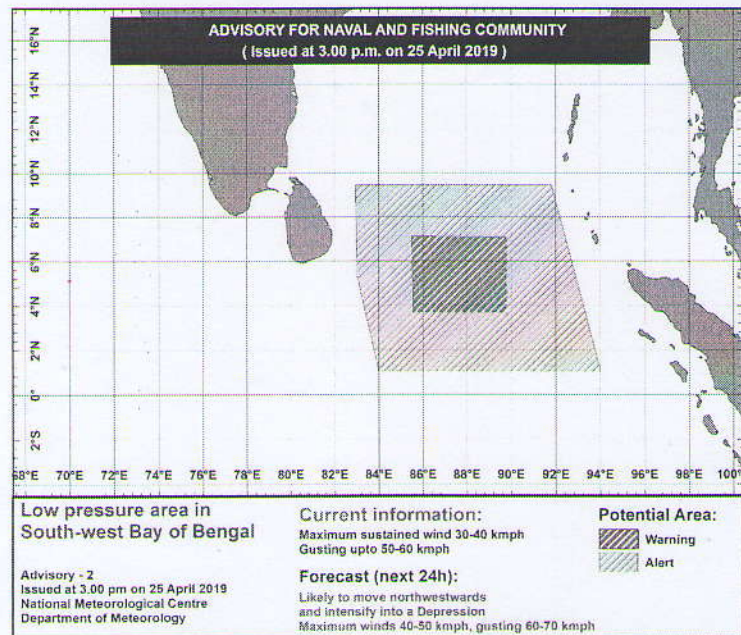 ADVISORY FOR NAVAL AND FISHING COMMUNITY
( Issued at 3.00 p.m. on 25 April 2019 )
16°N
14°N
12°N
10°N
8°N
6°N
4°N
2°N
0°
2°S
68°E 70°E 72°E 74°E 76°E 78°E 80°E 82°E 84°E 86°E 88°E 90°E 92°E 94°E 96°E 98°E 100°
Low pressure area in
South-west Bay of Bengal
Advisory - 2
Issued at 3.00 pm on 25 April 2019
National Meteorological Centre
Department of Meteorology
Current information:
Maximum sustained wind 30-40 kmph
Gusting upto 50-60 kmph
Forecast (next 24h):
Likely to move northwestwards
and intensify into a Depression
Maximum winds 40-50 kmph, gusting 60-70 kmph
Potential Area:
Warning
Alert